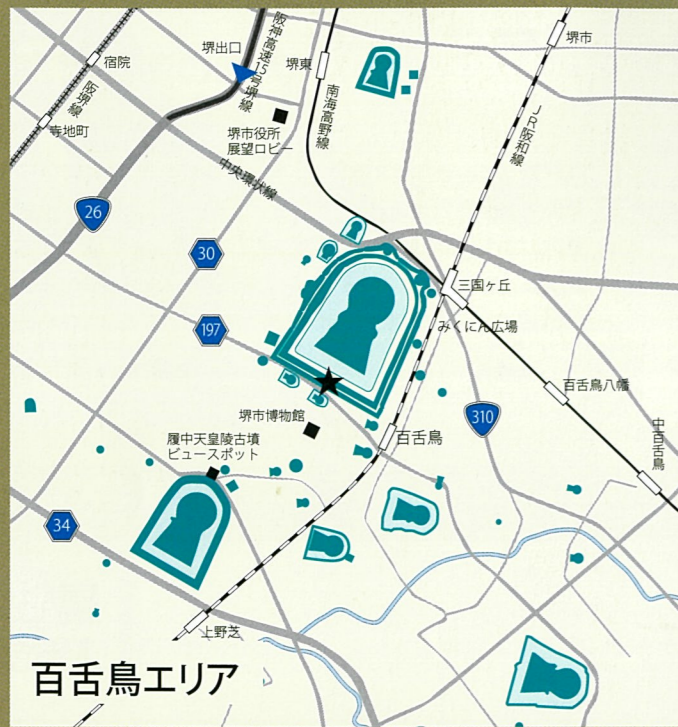 堺市
堺出口
阪神高速15号堺線
堺東
宿院
阪堺線
寺地町
堺市役所
展望ロビー
南海高野線
JR阪和線
中央環状線
26
30
三国ヶ丘
みくにん広場
197
百舌鳥八幡
310
堺市博物館
百舌鳥
中百舌鳥
履中天皇陵古墳
ビュースポット
34
上野芝
百舌鳥エリア